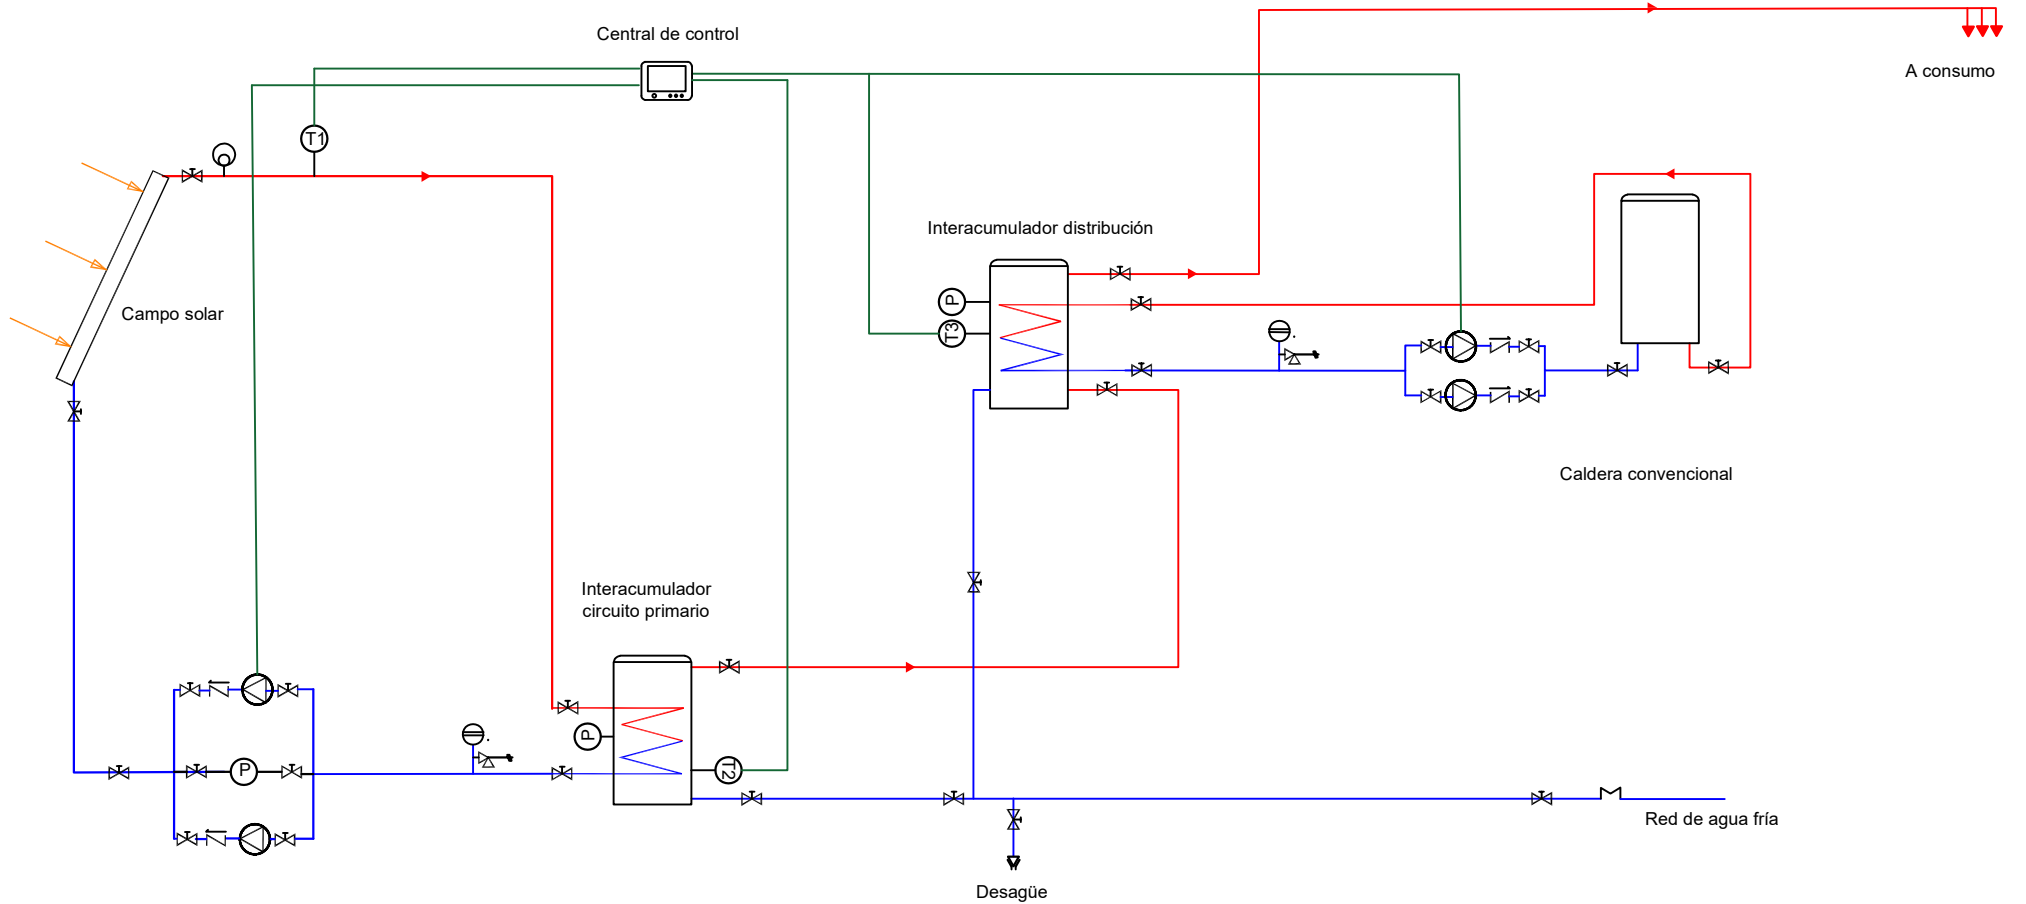 Central de control
A consumo
T1
Interacumulador distribución
P
T3
Campo solar
Caldera convencional
Interacumulador
circuito primario
P
T2
P
Red de agua fría
Desagüe